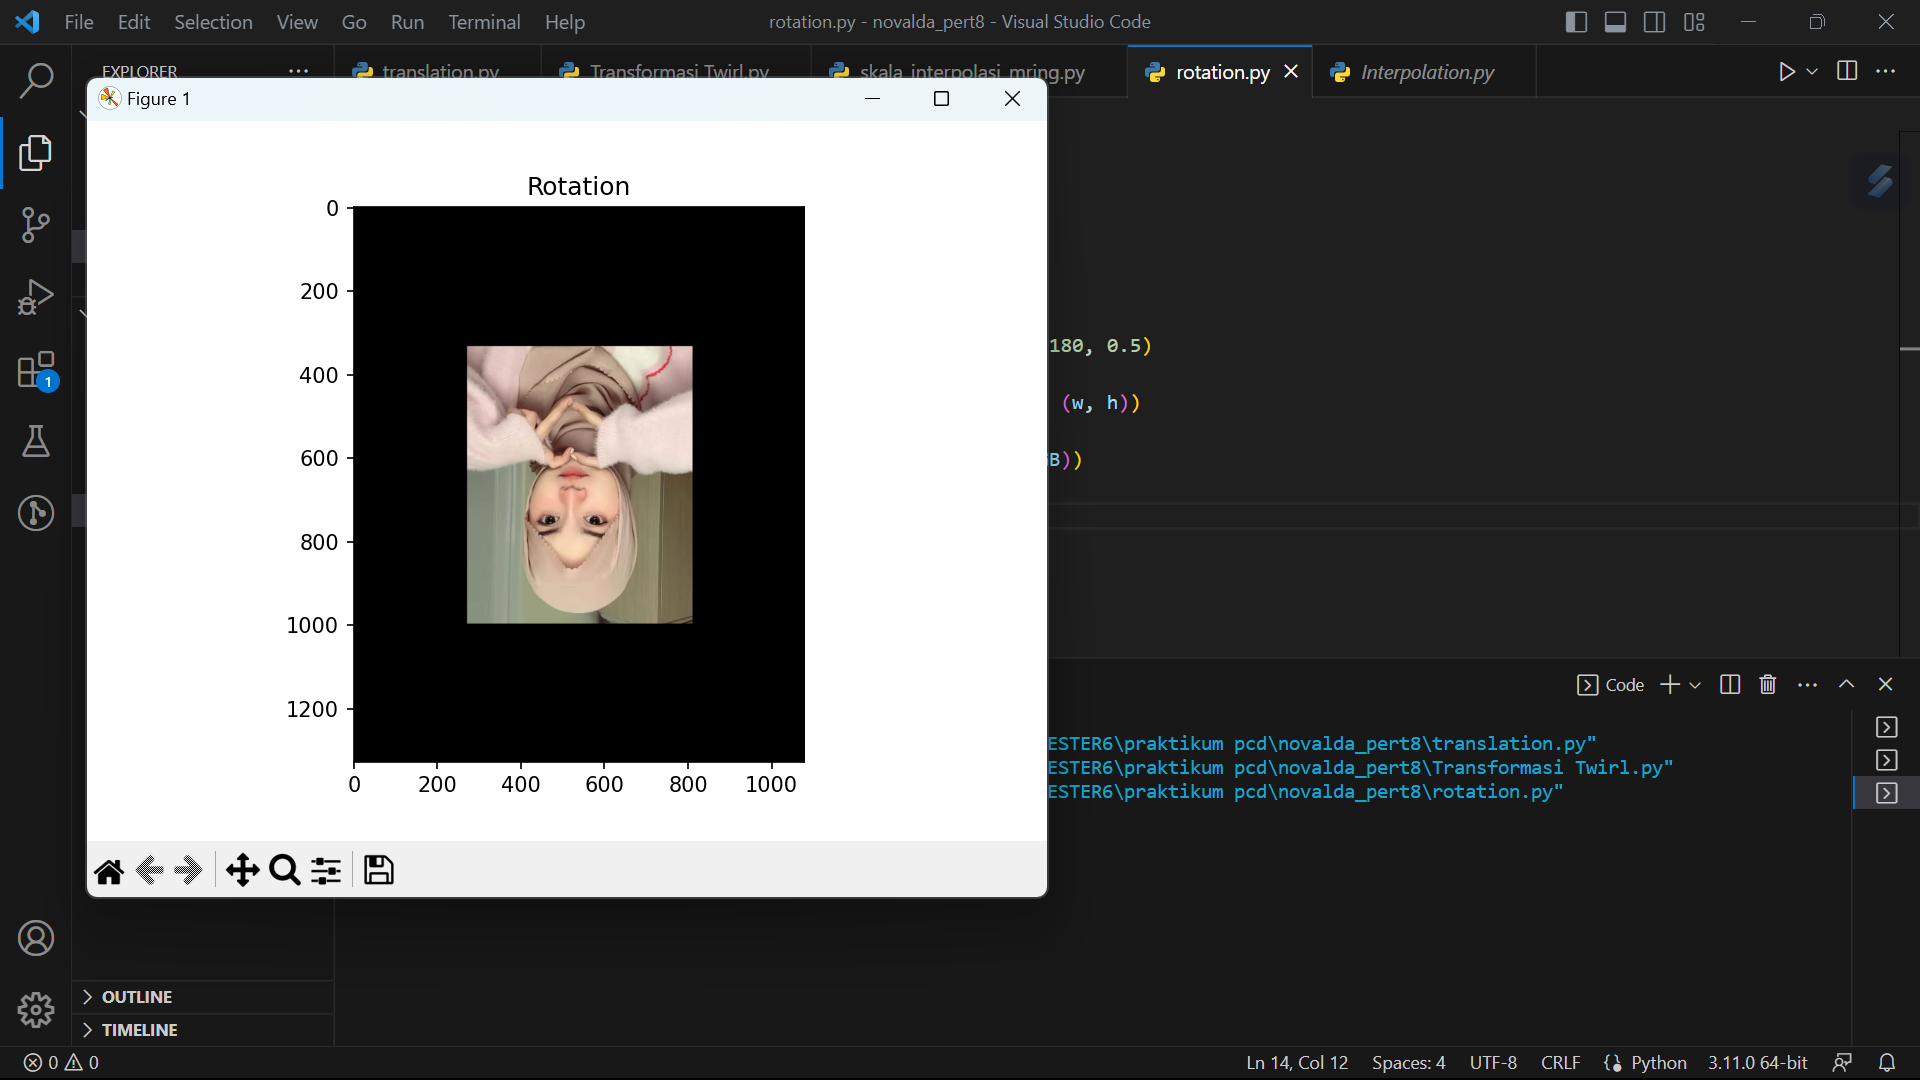 File Edit Selection View Go Run Terminal Help
rotation.py - novalda_pert8 - Visual Studio Code
EXPLORER
translation.py
Transformasi Twirl.py
skala_interpolasi_mring.py
rotation.py
Interpolation.py
Figure 1
Rotation
0
200
400
600
800
1000
1200
0 200 400 600 800 1000
180, 0.5)
(w, h))
B))
1
Code
ESTER6\praktikum pcd\novalda_pert8\translation.py"
ESTER6\praktikum pcd\novalda_pert8\Transformasi Twirl.py"
ESTER6\praktikum pcd\novalda_pert8\rotation.py"
OUTLINE
TIMELINE
0 0
Ln 14, Col 12 Spaces: 4 UTF-8 CRLF Python 3.11.0 64-bit